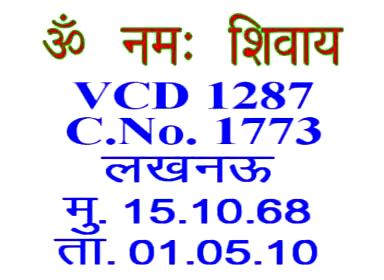 ॐ नमः शिवाय
VCD 1287
C.No. 1773
लखनऊ
मु. 15.10.68
ता. 01.05.10